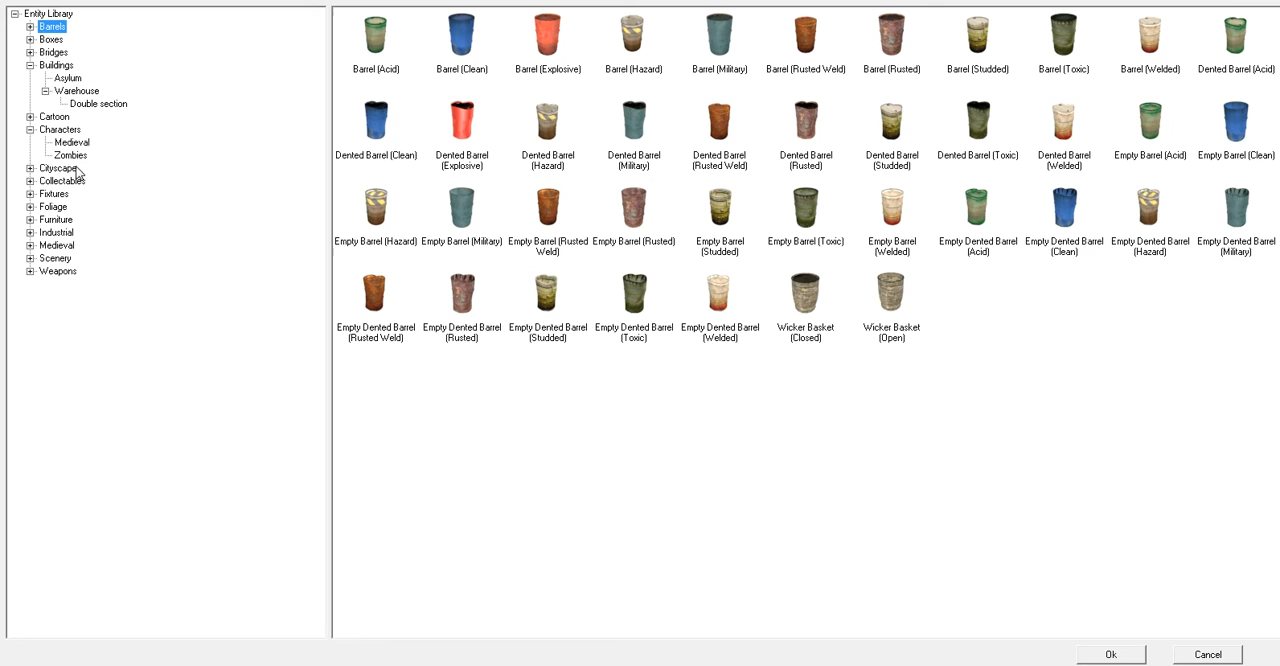 Entity Library
Barrels
Boxes
Bridges
Buildings
Asylum
Warehouse
Double section
Cartoon
Characters
Medieval
Zombies
Cityscape
Collectables
Fixtures
Foliage
Furniture
Industrial
Medieval
Scenery
Weapons
Barrel (Acid)
Barrel (Clean)
Barrel (Explosive)
Barrel (Hazard)
Barrel (Military)
Barrel (Rusted Weld)
Barrel (Rusted)
Barrel (Studded)
Barrel (Toxic)
Barrel (Welded)
Dented Barrel (Acid)
Dented Barrel (Clean)
Dented Barrel
(Explosive)
Dented Barrel
(Hazard)
Dented Barrel
(Military)
Dented Barrel
(Rusted Weld)
Dented Barrel
(Rusted)
Dented Barrel
(Studded)
Dented Barrel (Toxic)
Dented Barrel
(Welded)
Empty Barrel (Acid)
Empty Barrel (Clean)
Empty Barrel (Hazard)
Empty Barrel (Military)
Empty Barrel (Rusted
Weld)
Empty Barrel (Rusted)
Empty Barrel
(Studded)
Empty Barrel (Toxic)
Empty Barrel
(Welded)
Empty Dented Barrel
(Acid)
Empty Dented Barrel
(Clean)
Empty Dented Barrel
(Hazard)
Empty Dented Barrel
(Military)
Empty Dented Barrel
(Rusted Weld)
Empty Dented Barrel
(Rusted)
Empty Dented Barrel
(Studded)
Empty Dented Barrel
(Toxic)
Empty Dented Barrel
(Welded)
Wicker Basket
(Closed)
Wicker Basket
(Open)
Ok
Cancel